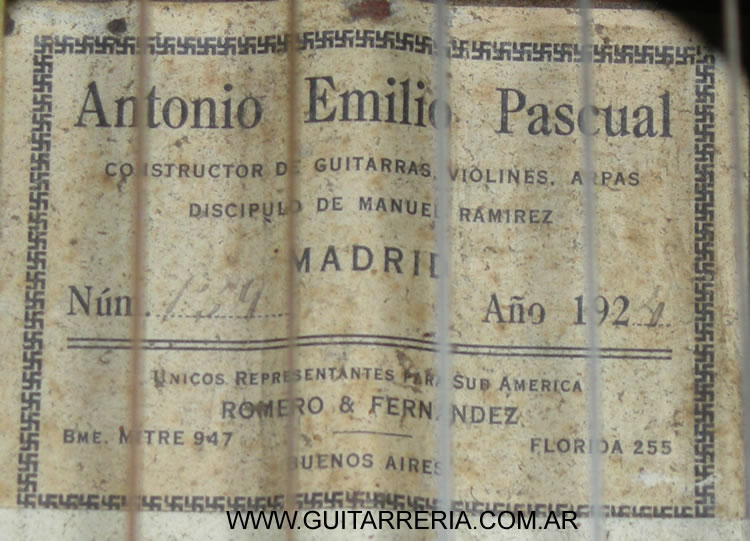 Antonio Emilio Pascual
CONSTRUCTOR DE GUITARRAS, VIOLINES, ARPAS
DISCIPULO DE MANUEL RAMIREZ
MADRID
Núm. Año 1924
UNICOS REPRESENTANTES PARA SUD AMERICA
ROMERO & FERNANDEZ
BME. MITRE 947 FLORIDA 255
BUENOS AIRES
WWW.GUITARRERIA.COM.AR